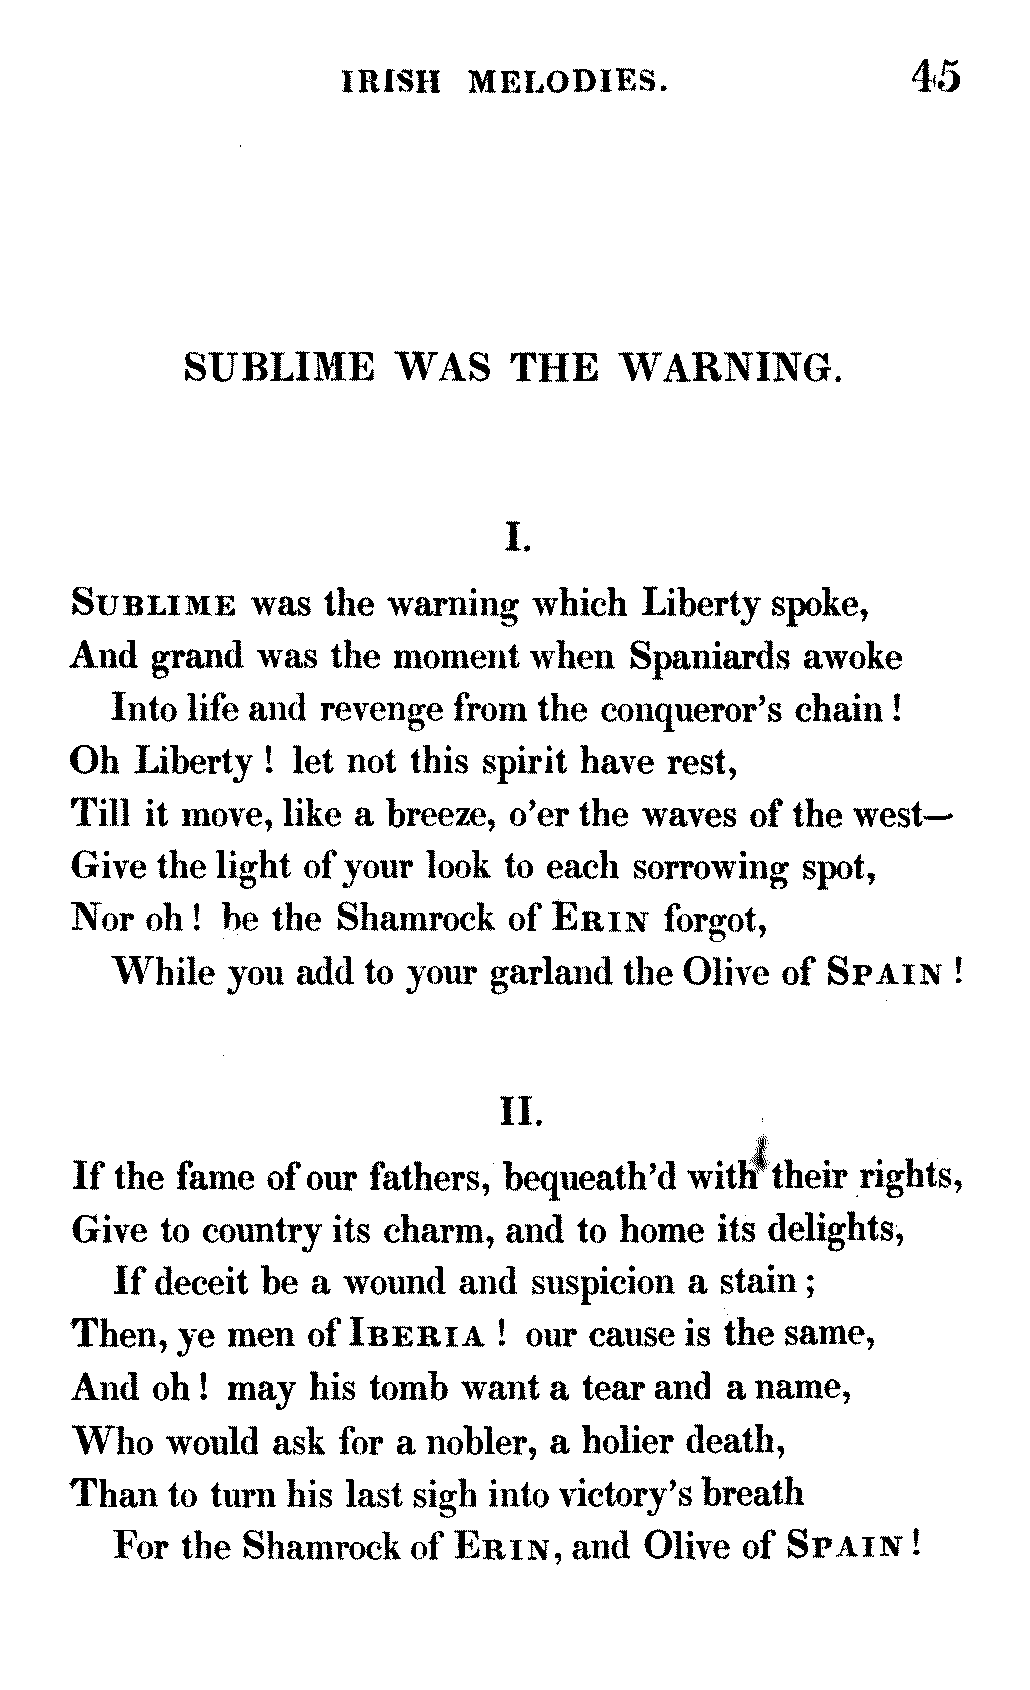 IRISH MELODIES. 45
SUBLIME WAS THE WARNING.
I.
SUBLIME was the warning which Liberty spoke,
And grand was the moment when Spaniards awoke
Into life and revenge from the conqueror's chain !
Oh Liberty ! let not this spirit have rest,
Till it move, like a breeze, o'er the waves of the west—
Give the light of your look to each sorrowing spot,
Nor oh ! be the Shamrock of ERIN forgot,
While you add to your garland the Olive of SPAIN !
II.
If the fame of our fathers, bequeath'd with their rights,
Give to country its charm, and to home its delights,
If deceit be a wound and suspicion a stain ;
Then, ye men of IBERIA ! our cause is the same,
And oh ! may his tomb want a tear and a name,
Who would ask for a nobler, a holier death,
Than to turn his last sigh into victory's breath
For the Shamrock of ERIN, and Olive of SPAIN !